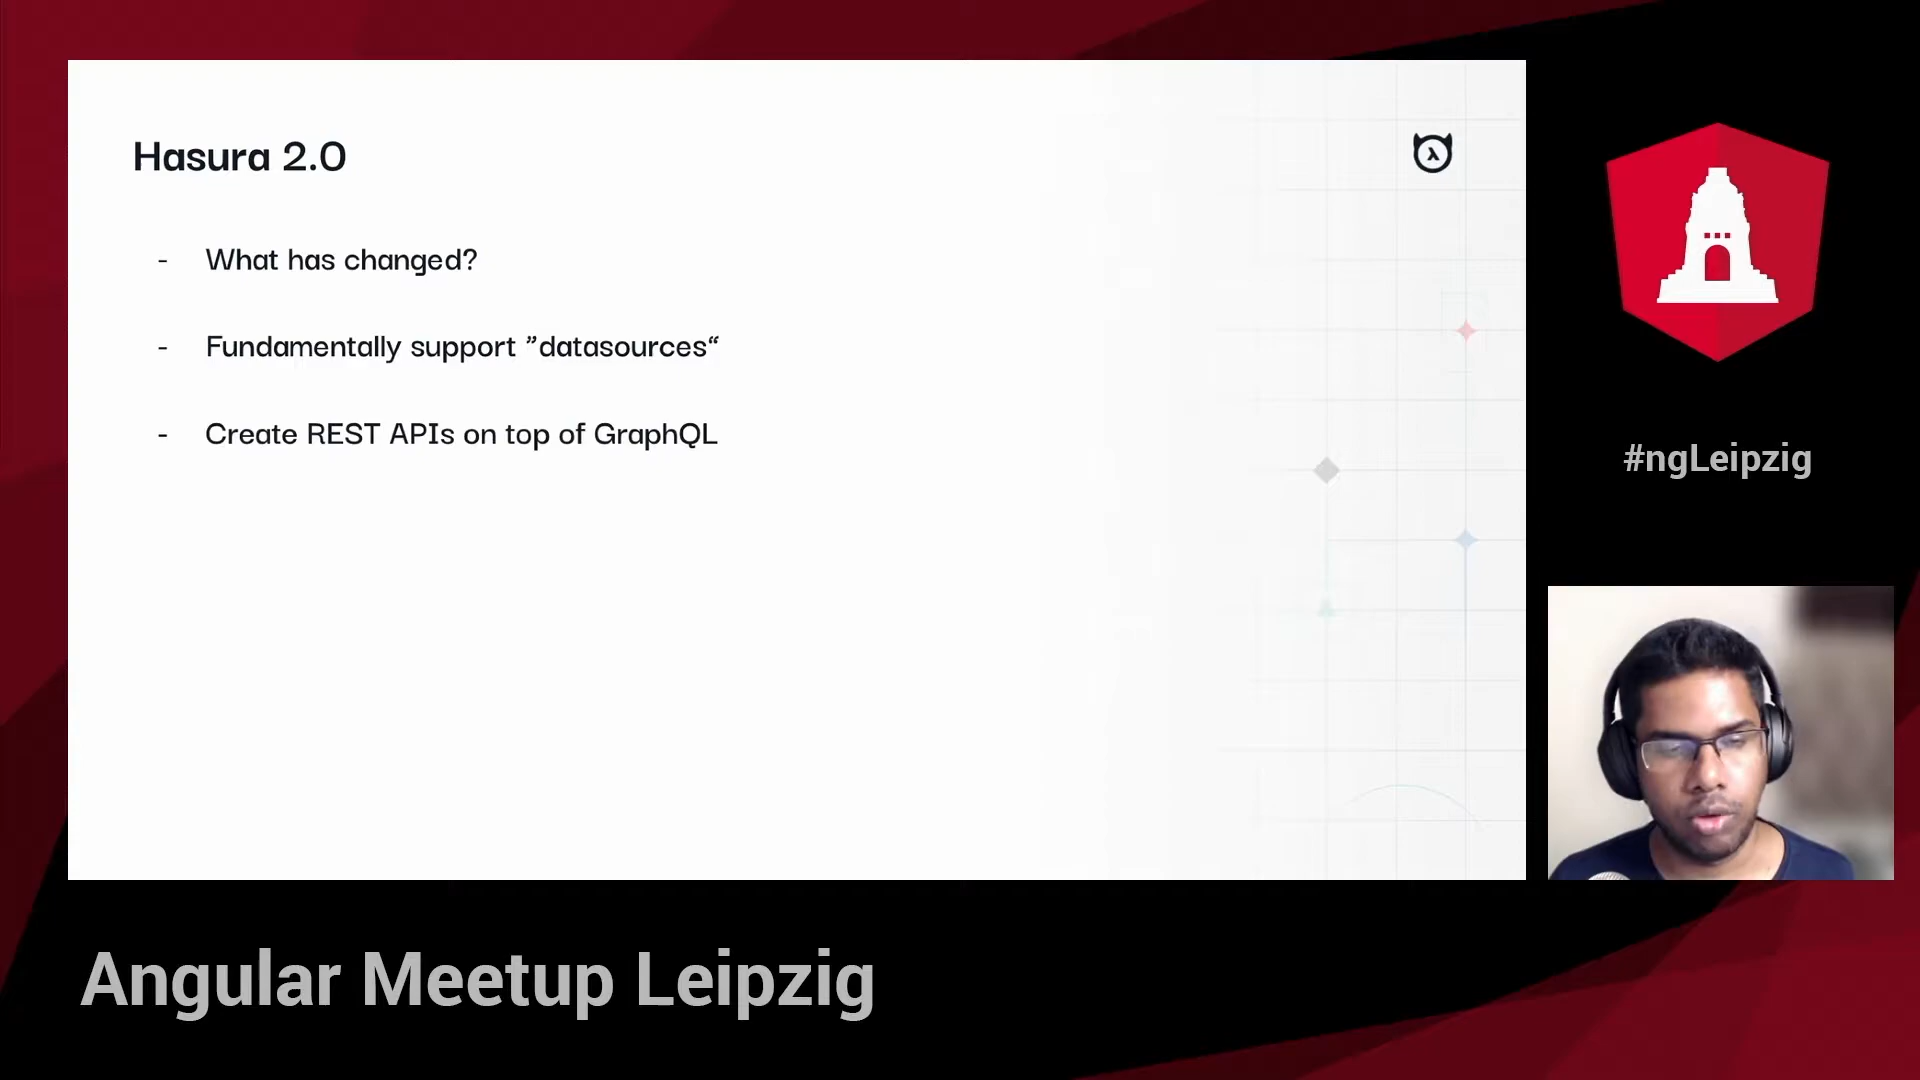 Hasura 2.0
- What has changed?
- Fundamentally support ”datasources“
- Create REST APIs on top of GraphQL
#ngLeipzig
Angular Meetup Leipzig